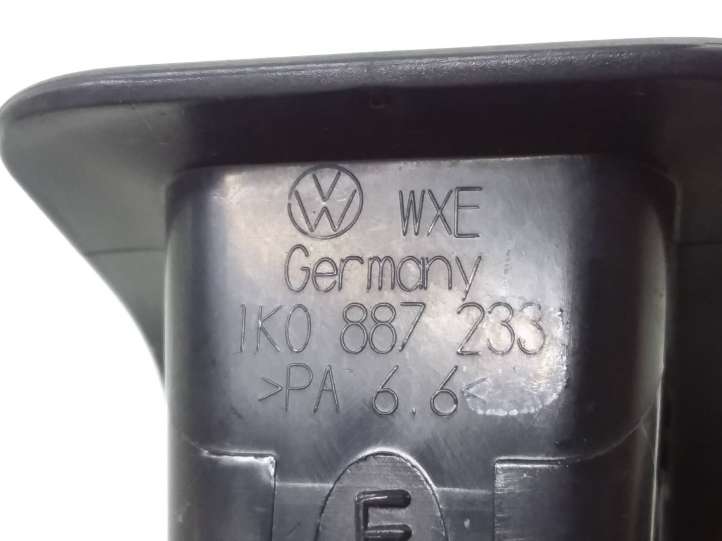 WXE
Germany
1K0 887 233
>PA 6.6<